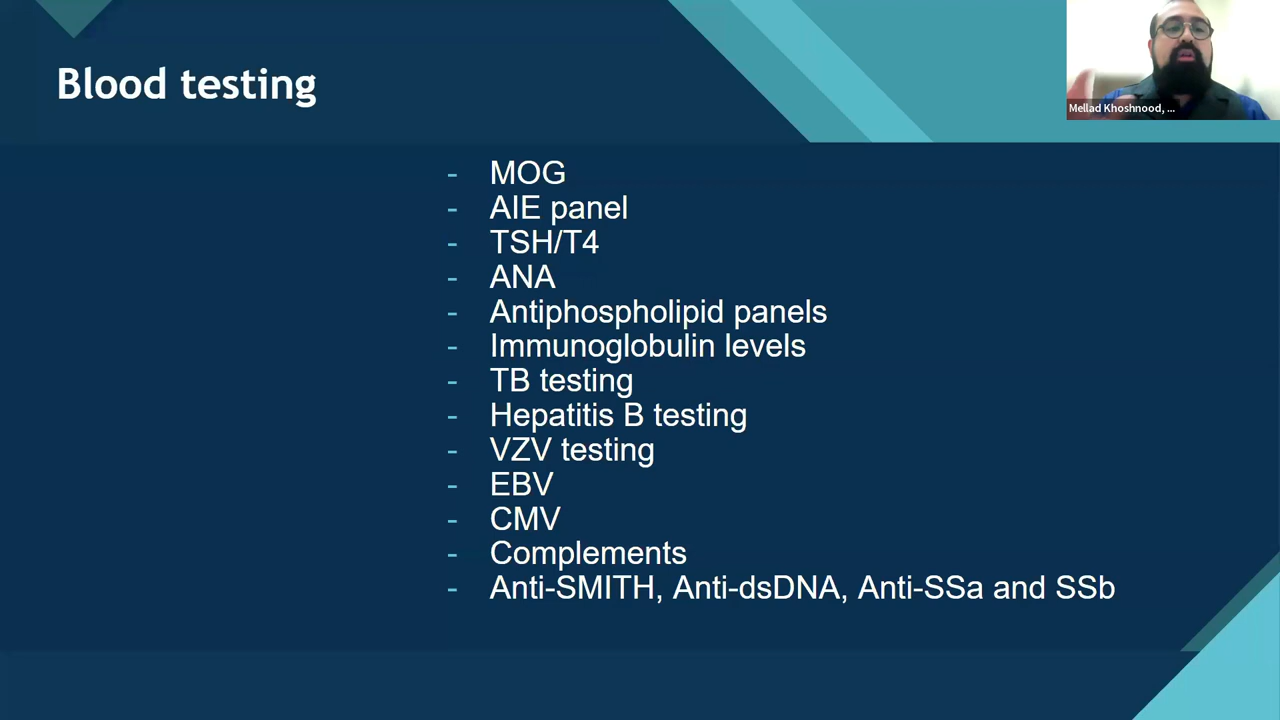 Blood testing
Mellad Khoshnood, ...
- MOG
- AIE panel
- TSH/T4
- ANA
- Antiphospholipid panels
- Immunoglobulin levels
- TB testing
- Hepatitis B testing
- VZV testing
- EBV
- CMV
- Complements
- Anti-SMITH, Anti-dsDNA, Anti-SSa and SSb